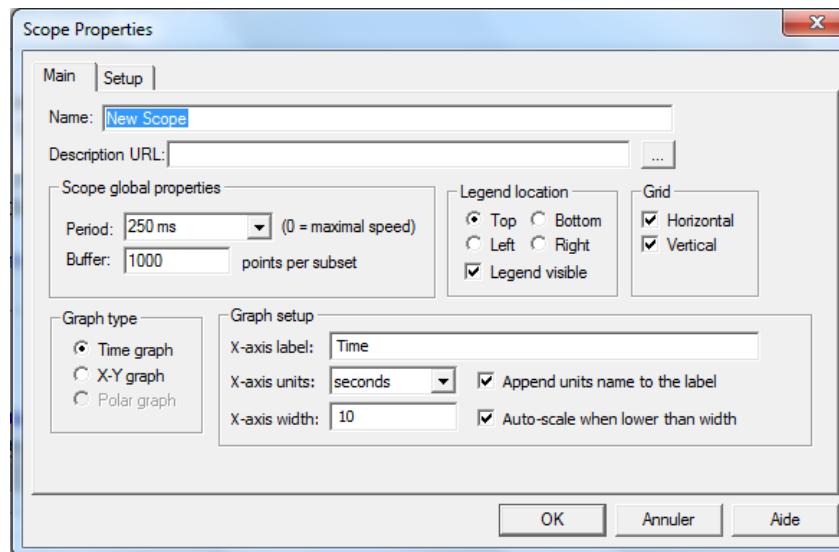 Scope Properties
Main Setup
Name: New Scope
Description URL: ...
Scope global properties
Period: 250 ms (0 = maximal speed)
Buffer: 1000 points per subset
Legend location
Top Bottom
Left Right
Legend visible
Grid
Horizontal
Vertical
Graph type
Time graph
X-Y graph
Polar graph
Graph setup
X-axis label: Time
X-axis units: seconds Append units name to the label
X-axis width: 10 Auto-scale when lower than width
OK Annuler Aide